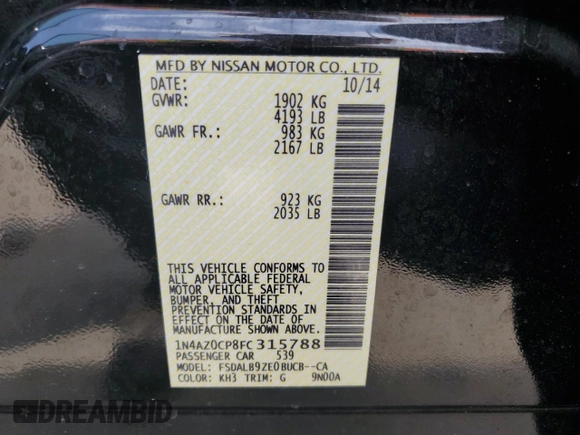 MFD BY NISSAN MOTOR CO., LTD.
DATE: 10/14
GVWR: 1902 KG
4193 LB
GAWR FR.: 983 KG
2167 LB
GAWR RR.: 923 KG
2035 LB
THIS VEHICLE CONFORMS TO
ALL APPLICABLE FEDERAL
MOTOR VEHICLE SAFETY,
BUMPER, AND THEFT
PREVENTION STANDARDS IN
EFFECT ON THE DATE OF
MANUFACTURE SHOWN ABOVE.
1N4AZ0CP8FC315788
PASSENGER CAR 539
MODEL: FSDALB9ZE0BUCB--CA
COLOR: KH3 TRIM: G 9N00A
IDCAREMBID